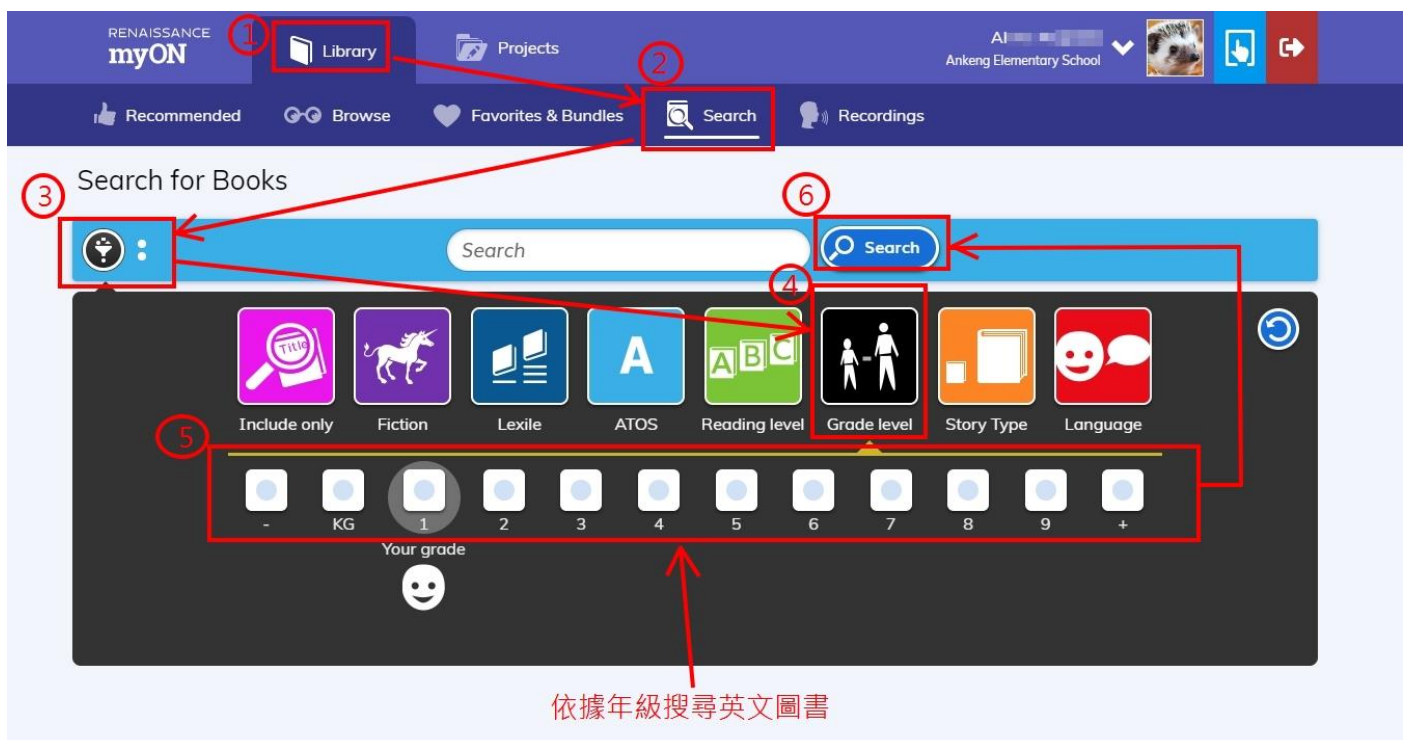 RENAISSANCE
myON
① Library
Projects
Ankeng Elementary School
Recommended
Browse
Favorites & Bundles
② Search
Recordings
Search for Books
③
Search
⑥ Search
Title
A
A B C
④
Include only
Fiction
Lexile
ATOS
Reading level
Grade level
Story Type
Language
⑤
- KG 1 2 3 4 5 6 7 8 9 +
Your grade
依據年級搜尋英文圖書